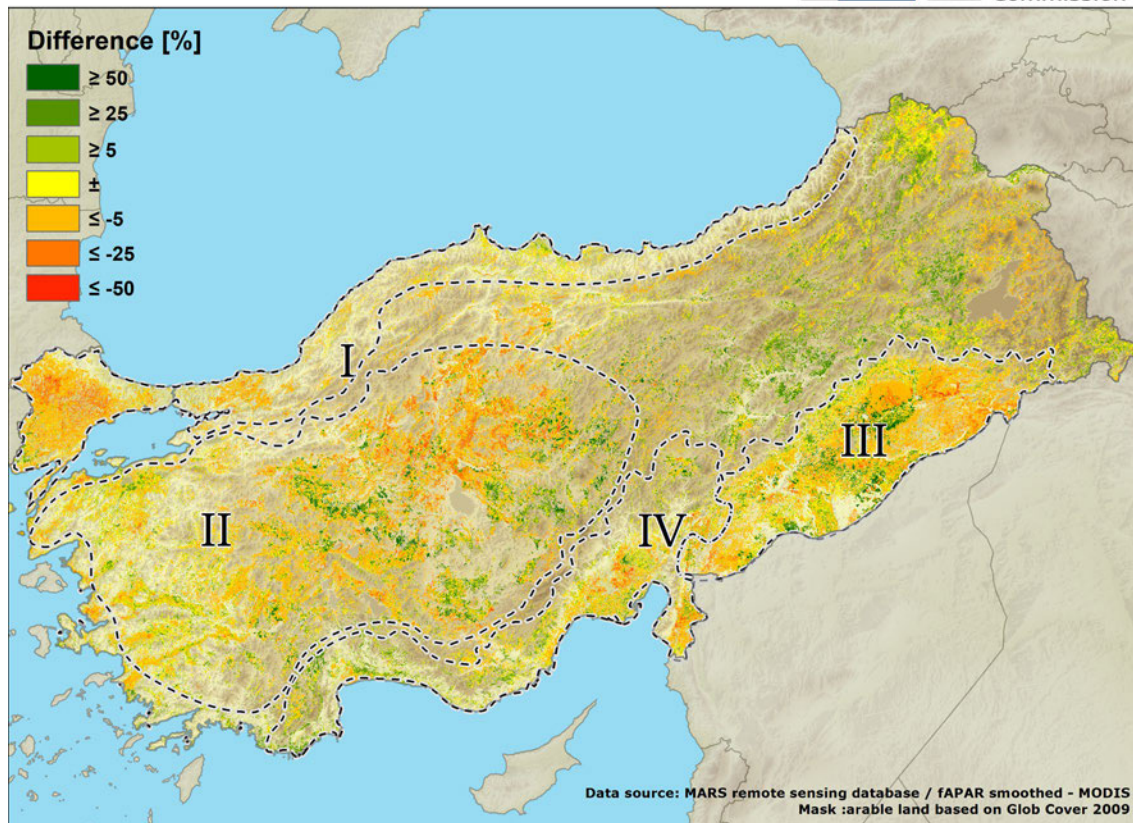 Difference [%]
≥ 50
≥ 25
≥ 5
±
≤ -5
≤ -25
≤ -50
I
II
III
IV
Data source: MARS remote sensing database / fAPAR smoothed - MODIS
Mask :arable land based on Glob Cover 2009